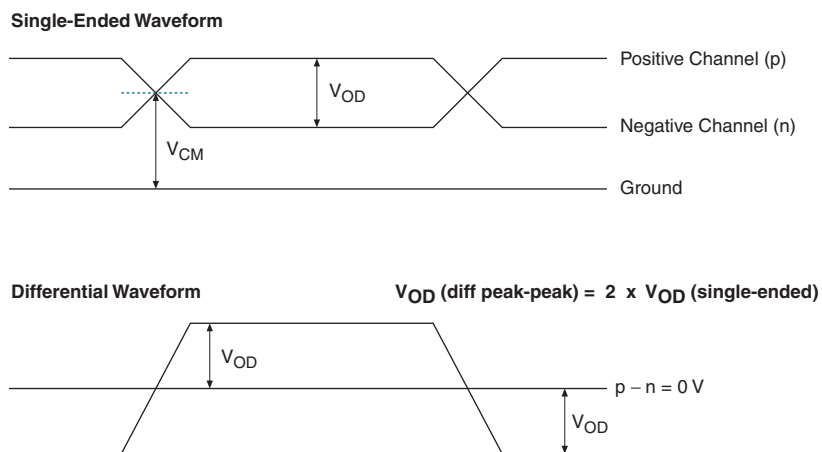 Single-Ended Waveform
Positive Channel (p)
VOD
Negative Channel (n)
VCM
Ground
Differential Waveform
VOD (diff peak-peak) = 2 x VOD (single-ended)
VOD
p – n = 0 V
VOD